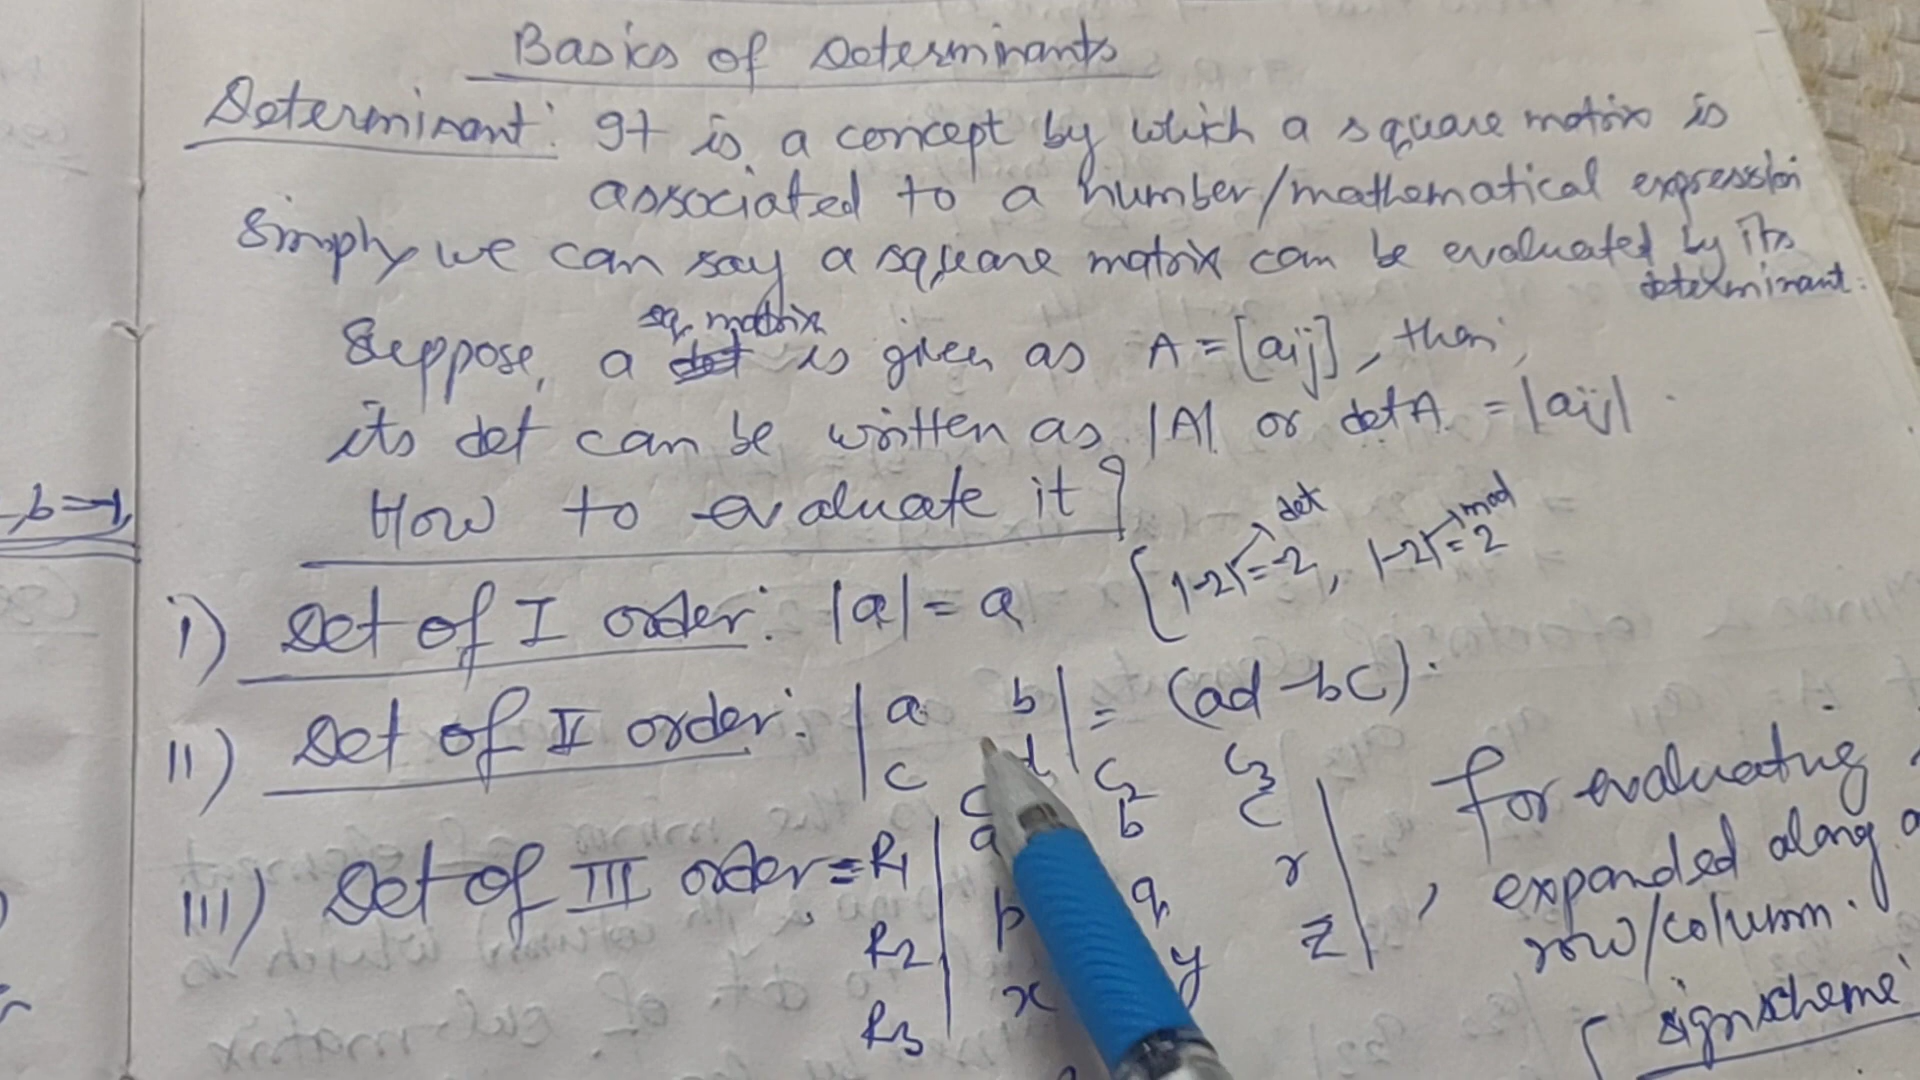 Basics of Determinants
Determinant: It is a concept by which a square matrix is
associated to a number/mathematical expression
Simply we can say a square matrix can be evaluated by its
determinant.
sq. matrix
Suppose, a is given as A = [aij], then,
its det can be written as |A| or det A = |aij|
How to evaluate it?
det
mod
i) Det of I order: |a| = a [|-2| = -2, |-2| = 2
ii) Det of II order: | a b | = (ad - bc).
c d
C2 C3
iii) Det of III order = R1 | a b c |, For evaluating
R2 p q r expanded along
R3 x y z row/column.
[sign scheme
-b=-1